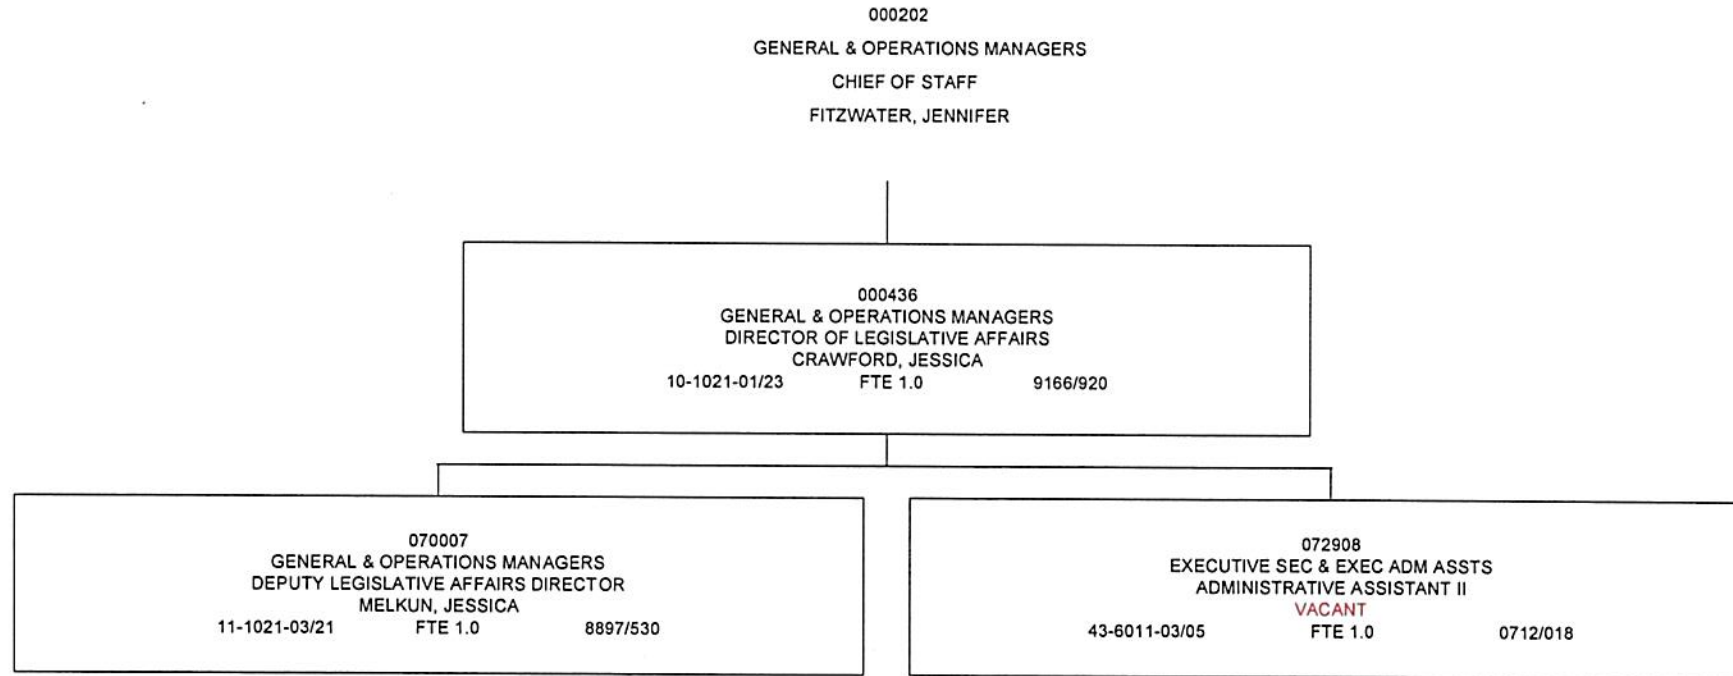 000202
GENERAL & OPERATIONS MANAGERS
CHIEF OF STAFF
FITZWATER, JENNIFER
000436
GENERAL & OPERATIONS MANAGERS
DIRECTOR OF LEGISLATIVE AFFAIRS
CRAWFORD, JESSICA
10-1021-01/23 FTE 1.0 9166/920
070007
GENERAL & OPERATIONS MANAGERS
DEPUTY LEGISLATIVE AFFAIRS DIRECTOR
MELKUN, JESSICA
11-1021-03/21 FTE 1.0 8897/530
072908
EXECUTIVE SEC & EXEC ADM ASSTS
ADMINISTRATIVE ASSISTANT II
VACANT
43-6011-03/05 FTE 1.0 0712/018